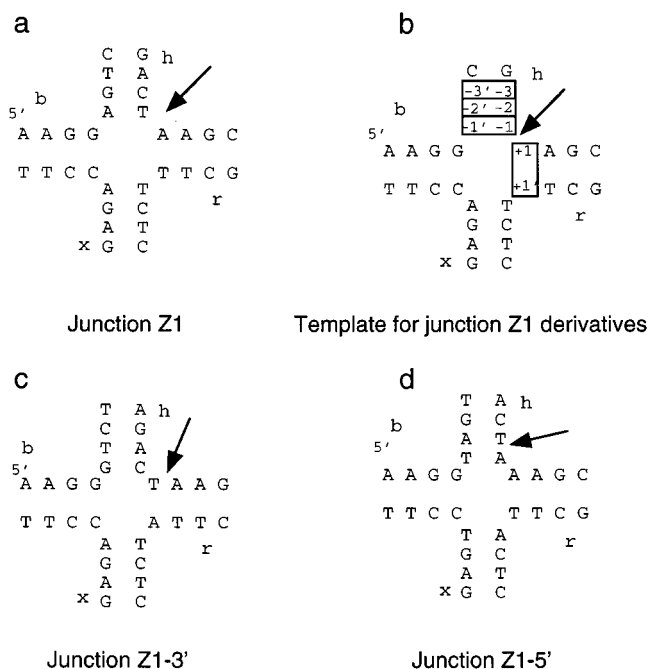 a
C G h
T A
G C
A T
b
5'
A A G G A A G C
T T C C T T C G
A T
r
G C
A T
x G C
Junction Z1
b
C G h
-3' -3
-2' -2
-1' -1
b
5'
A A G G +1 A G C
T T C C +1' T C G
A T
r
G C
A T
x G C
Template for junction Z1 derivatives
c
T A h
C G
T A
G C
b
5'
A A G G T A A G
T T C C A T T C
A T
r
G C
A T
x G C
Junction Z1-3'
d
T A h
G C
A T
T A
b
5'
A A G G A A G C
T T C C T T C G
T A
r
G C
A T
x G C
Junction Z1-5'